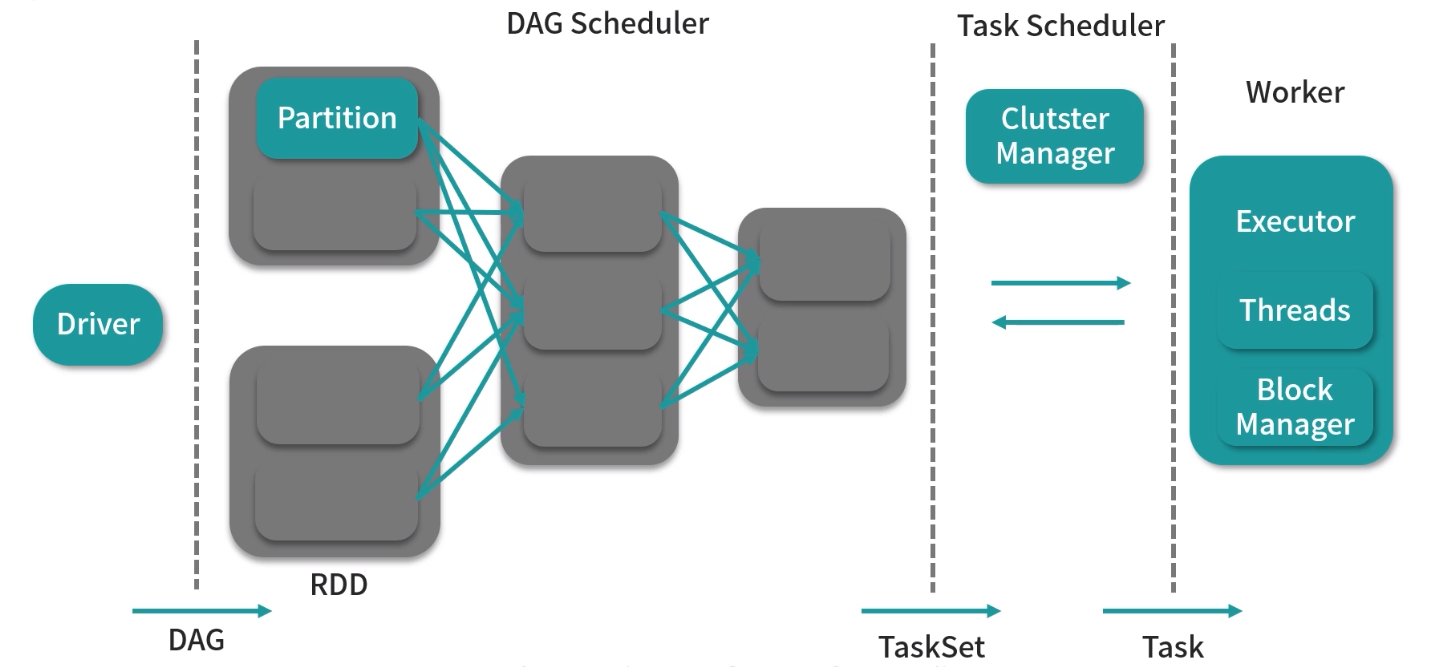 DAG Scheduler
Task Scheduler
Worker
Partition
Clutster
Manager
Executor
Driver
Threads
Block
Manager
RDD
DAG
TaskSet
Task